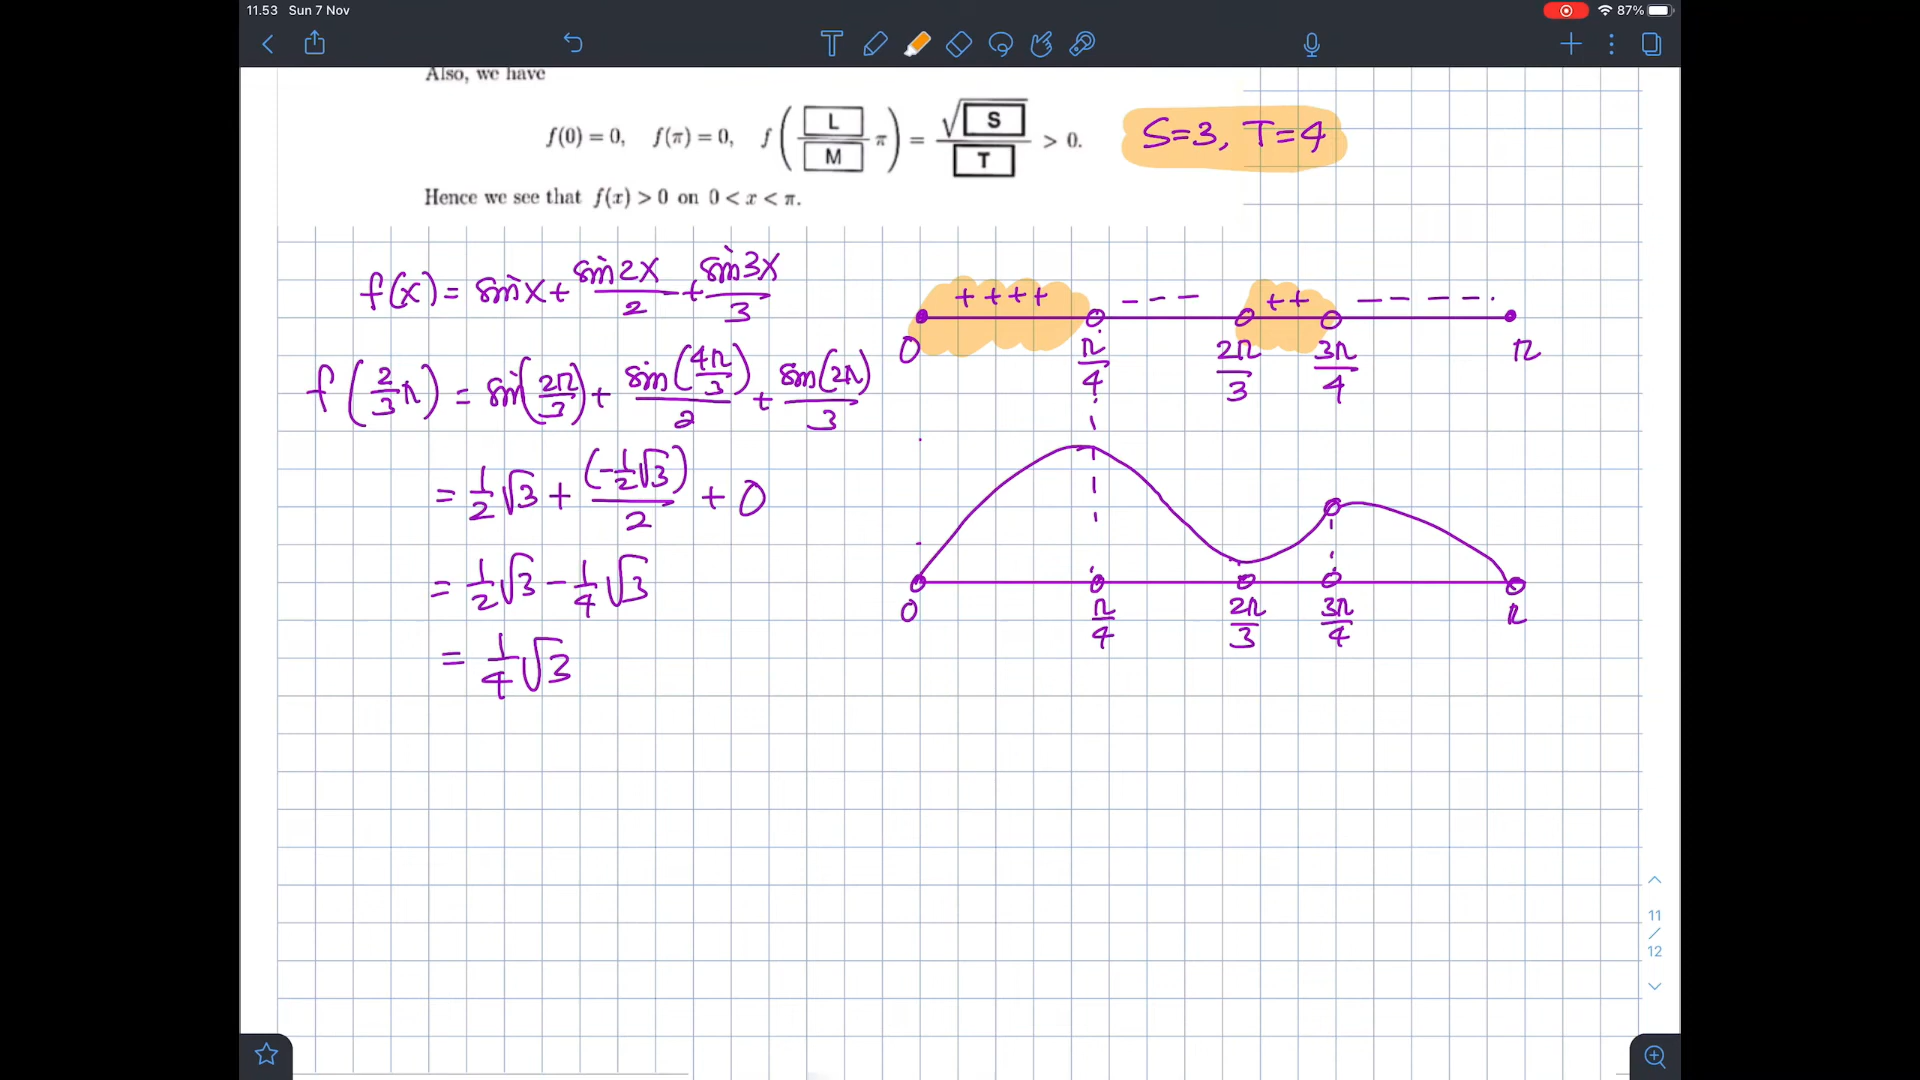 11.53 Sun 7 Nov
87%
Also, we have
f(0) = 0, f(π) = 0, f( L/M π ) = √S / T > 0.
S=3, T=4
Hence we see that f(x) > 0 on 0 < x < π.
f(x) = sin x + sin 2x / 2 + sin 3x / 3
f(2/3 π) = sin(2π/3) + sin(4π/3) / 2 + sin(2π) / 3
= 1/2 √3 + (-1/2 √3) / 2 + 0
= 1/2 √3 - 1/4 √3
= 1/4 √3
++++ --- ++ -----
0 π/4 2π/3 3π/4 π
0 π/4 2π/3 3π/4 π
11
/
12